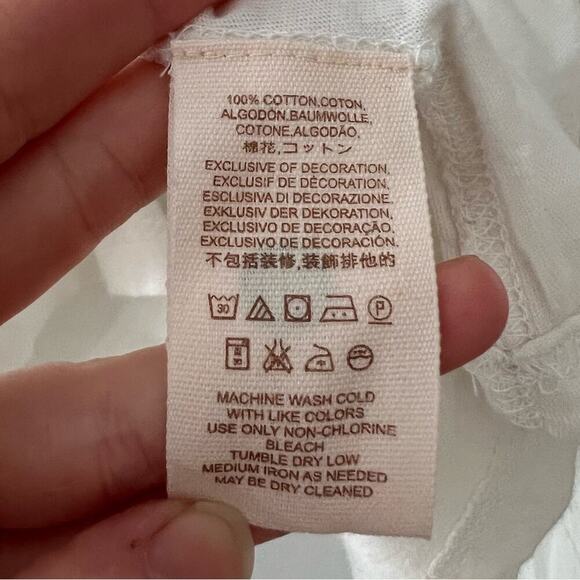 100% COTTON,COTON,
ALGODÓN,BAUMWOLLE,
COTONE,ALGODÃO,
棉花,コットン
EXCLUSIVE OF DECORATION,
EXCLUSIF DE DÈCORATION,
ESCLUSIVA DI DECORAZIONE,
EXKLUSIV DER DEKORATION,
EXCLUSIVO DE DECORAÇÃO,
EXCLUSIVO DE DECORACIÓN.
不包括装修,装飾排他的
30 P
MACHINE WASH COLD
WITH LIKE COLORS
USE ONLY NON-CHLORINE
BLEACH
TUMBLE DRY LOW
MEDIUM IRON AS NEEDED
MAY BE DRY CLEANED